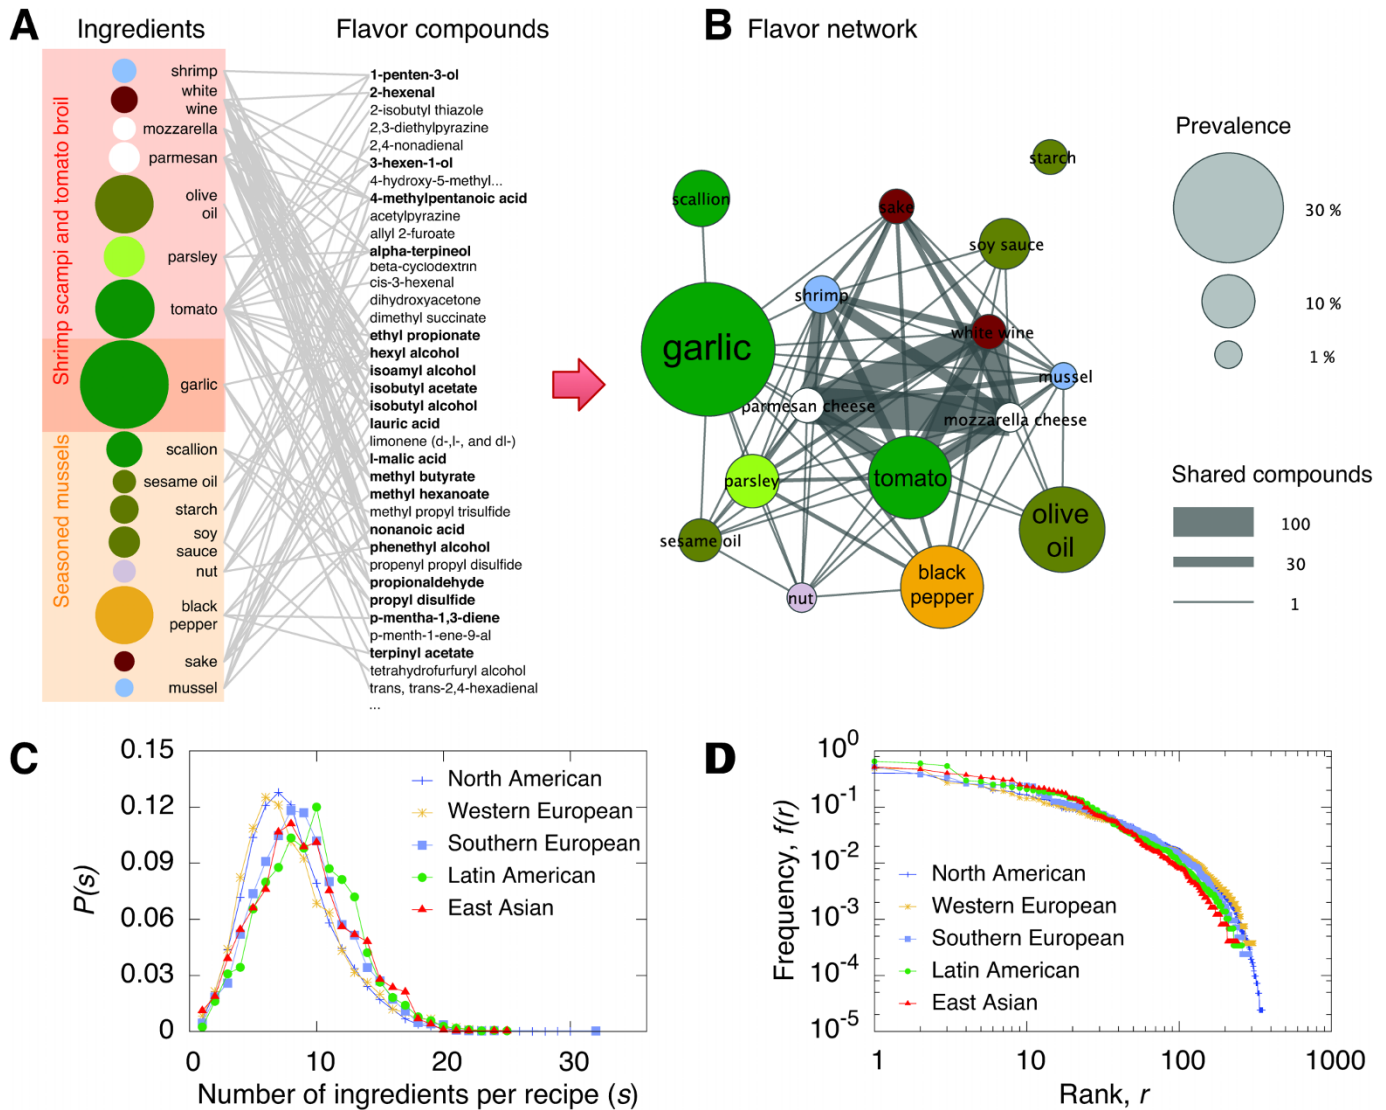 A
Ingredients
Flavor compounds
Shrimp scampi and tomato broil
Seasoned mussels
shrimp
white
wine
mozzarella
parmesan
olive
oil
parsley
tomato
garlic
scallion
sesame oil
starch
soy
sauce
nut
black
pepper
sake
mussel
1-penten-3-ol
2-hexenal
2-isobutyl thiazole
2,3-diethylpyrazine
2,4-nonadienal
3-hexen-1-ol
4-hydroxy-5-methyl...
4-methylpentanoic acid
acetylpyrazine
allyl 2-furoate
alpha-terpineol
beta-cyclodextrin
cis-3-hexenal
dihydroxyacetone
dimethyl succinate
ethyl propionate
hexyl alcohol
isoamyl alcohol
isobutyl acetate
isobutyl alcohol
lauric acid
limonene (d-,l-, and dl-)
l-malic acid
methyl butyrate
methyl hexanoate
methyl propyl trisulfide
nonanoic acid
phenethyl alcohol
propenyl propyl disulfide
propionaldehyde
propyl disulfide
p-mentha-1,3-diene
p-menth-1-ene-9-al
terpinyl acetate
tetrahydrofurfuryl alcohol
trans, trans-2,4-hexadienal
...
B
Flavor network
starch
scallion
sake
soy sauce
shrimp
white wine
garlic
mussel
parmesan cheese
mozzarella cheese
parsley
tomato
olive
oil
sesame oil
black
pepper
nut
Prevalence
30 %
10 %
1 %
Shared compounds
100
30
1
C
P(s)
0.15
0.12
0.09
0.06
0.03
0
0
10
20
30
Number of ingredients per recipe (s)
North American
Western European
Southern European
Latin American
East Asian
D
Frequency, f(r)
10^0
10^-1
10^-2
10^-3
10^-4
10^-5
1
10
100
1000
Rank, r
North American
Western European
Southern European
Latin American
East Asian